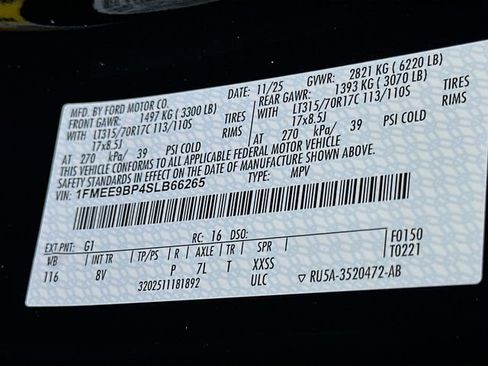 MFD. BY FORD MOTOR CO.
DATE: 11/25 GVWR: 2821 KG ( 6220 LB)
FRONT GAWR: 1497 KG ( 3300 LB) REAR GAWR: 1393 KG ( 3070 LB)
WITH LT315/70R17C 113/110S TIRES LT315/70R17C 113/110S TIRES
17x8.5J RIMS 17x8.5J RIMS
AT 270 kPa/ 39 PSI COLD AT 270 kPa/ 39 PSI COLD
THIS VEHICLE CONFORMS TO ALL APPLICABLE FEDERAL MOTOR VEHICLE
SAFETY STANDARDS IN EFFECT ON THE DATE OF MANUFACTURE SHOWN ABOVE.
1FMEE9BP4SLB66265 TYPE: MPV
EXT PNT: G1 RC: 16 DSO: F0150
WB INT TR TP/PS R AXLE TR SPR T0221
116 8V P 7L T XXSS
3202511181892 ULC ▽ RU5A-3520472-AB